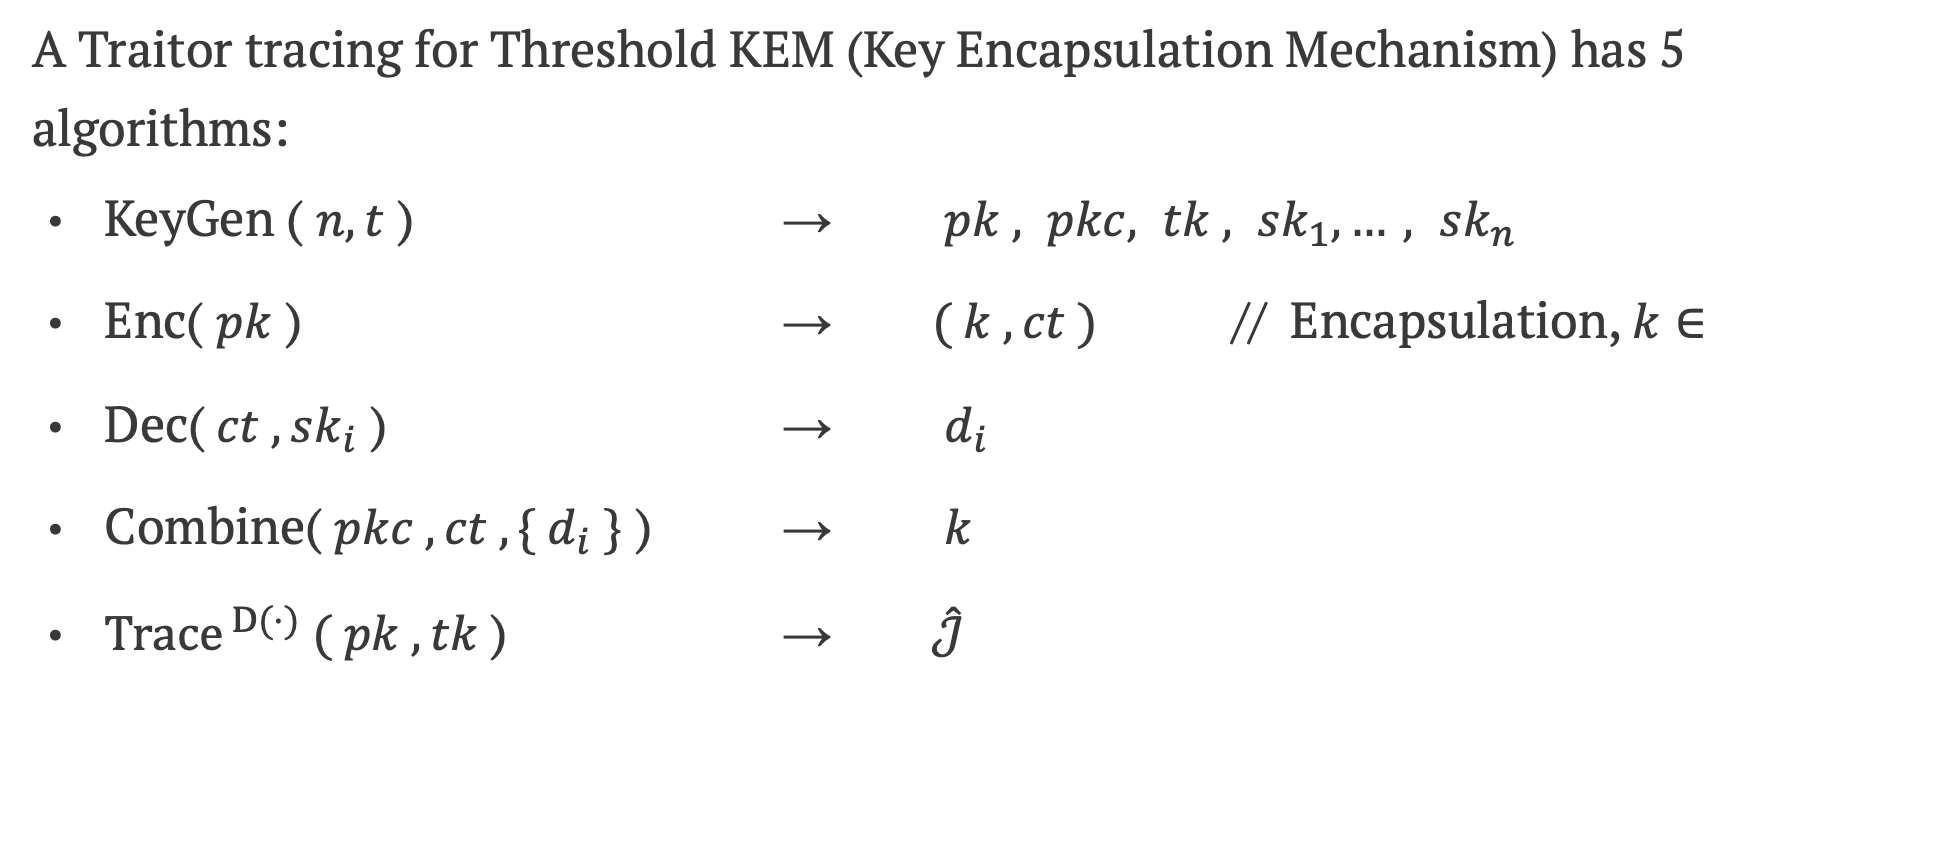 A Traitor tracing for Threshold KEM (Key Encapsulation Mechanism) has 5
algorithms:
• KeyGen ( n, t ) → pk , pkc, tk , sk₁, … , skₙ
• Enc( pk ) → ( k , ct ) // Encapsulation, k ∈
• Dec( ct , skᵢ ) → dᵢ
• Combine( pkc , ct , { dᵢ } ) → k
• Trace ᴰ⁽·⁾ ( pk , tk ) → 𝒥̂